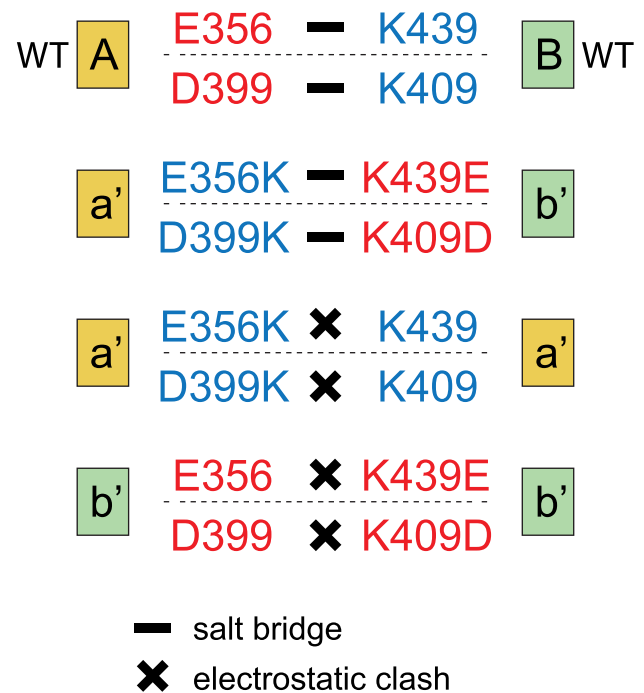 E356 K439
WT A B WT
D399 K409
E356K K439E
a’ b’
D399K K409D
E356K K439
a’ a’
D399K K409
E356 K439E
b’ b’
D399 K409D
salt bridge
electrostatic clash